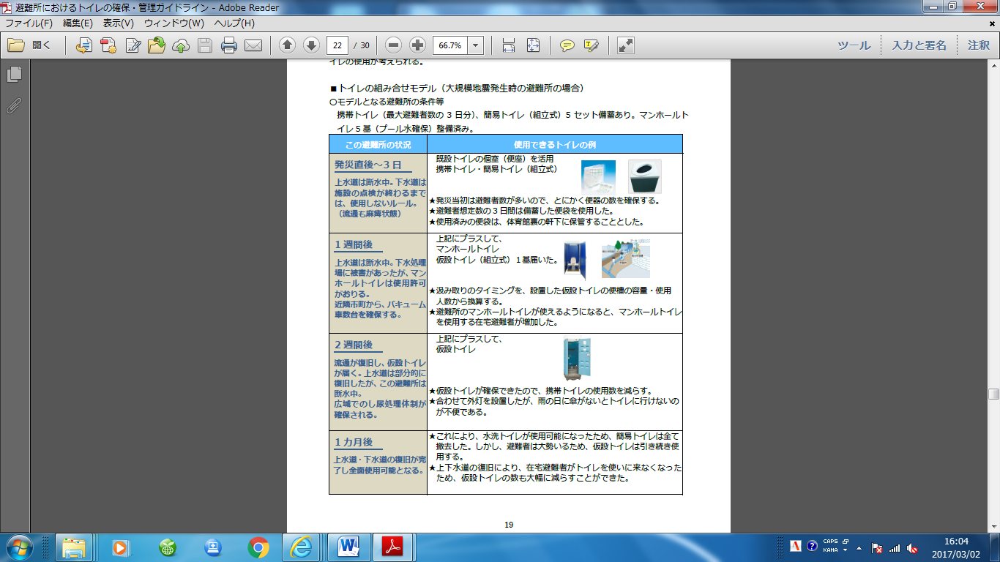 避難所におけるトイレの確保・管理ガイドライン - Adobe Reader
ファイル(F) 編集(E) 表示(V) ウィンドウ(W) ヘルプ(H)
開く
22 / 30
66.7%
ツール 入力と署名 注釈
イレの使用が考えられる。
■トイレの組み合せモデル（大規模地震発生時の避難所の場合）
○モデルとなる避難所の条件等
携帯トイレ（最大避難者数の 3 日分）、簡易トイレ（組立式）5 セット備蓄あり。マンホールト
イレ 5 基（プール水確保）整備済み。
この避難所の状況
使用できるトイレの例
発災直後～３日
上水道は断水中。下水道は
施設の点検が終わるまで
は、使用しないルール。
（流通も麻痺状態）
既設トイレの個室（便座）を活用
携帯トイレ・簡易トイレ（組立式）
★発災当初は避難者数が多いので、とにかく便器の数を確保する。
★避難者想定数の３日間は備蓄した便袋を使用した。
★使用済みの便袋は、体育館裏の軒下に保管することとした。
１週間後
上水道は断水中。下水処理
場に被害があったが、マン
ホールトイレは使用許可
がおりる。
近隣市町から、バキューム
車数台を確保する。
上記にプラスして、
マンホールトイレ
仮設トイレ（組立式）１基届いた。
★汲み取りのタイミングを、設置した仮設トイレの便槽の容量・使用
人数から換算する。
★避難所のマンホールトイレが使えるようになると、マンホールトイレ
を使用する在宅避難者が増加した。
２週間後
流通が復旧し、仮設トイレ
が届く。上水道は部分的に
復旧したが、この避難所は
断水中。
広域でのし尿処理体制が
確保される。
上記にプラスして、
仮設トイレ
★仮設トイレが確保できたので、携帯トイレの使用数を減らす。
★合わせて外灯を設置したが、雨の日に傘がないとトイレに行けないの
が不便である。
１カ月後
上水道・下水道の復旧が完
了し全面使用可能となる。
★これにより、水洗トイレが使用可能になったため、簡易トイレは全て
撤去した。しかし、避難者は大勢いるため、仮設トイレは引き続き使
用する。
★上下水道の復旧により、在宅避難者がトイレを使いに来なくなった
ため、仮設トイレの数も大幅に減らすことができた。
19
CAPS
KANA
16:04
2017/03/02